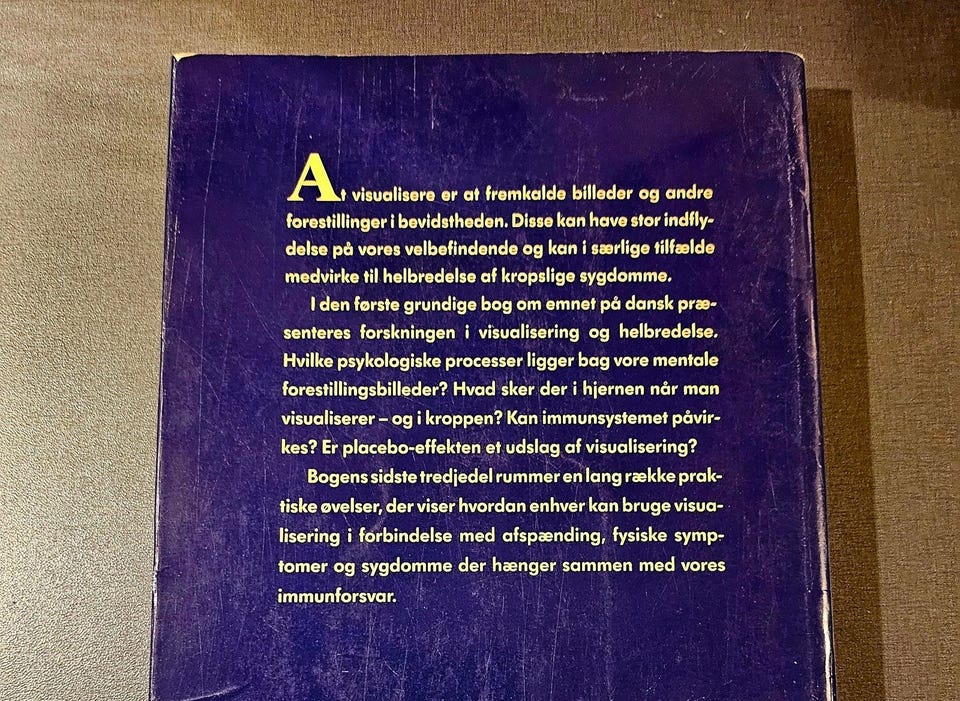 At visualisere er at fremkalde billeder og andre
forestillinger i bevidstheden. Disse kan have stor indfly-
delse på vores velbefindende og kan i særlige tilfælde
medvirke til helbredelse af kropslige sygdomme.
I den første grundige bog om emnet på dansk præ-
senteres forskningen i visualisering og helbredelse.
Hvilke psykologiske processer ligger bag vore mentale
forestillingsbilleder? Hvad sker der i hjernen når man
visualiserer – og i kroppen? Kan immunsystemet påvir-
kes? Er placebo-effekten et udslag af visualisering?
Bogens sidste tredjedel rummer en lang række prak-
tiske øvelser, der viser hvordan enhver kan bruge visua-
lisering i forbindelse med afspænding, fysiske symp-
tomer og sygdomme der hænger sammen med vores
immunforsvar.